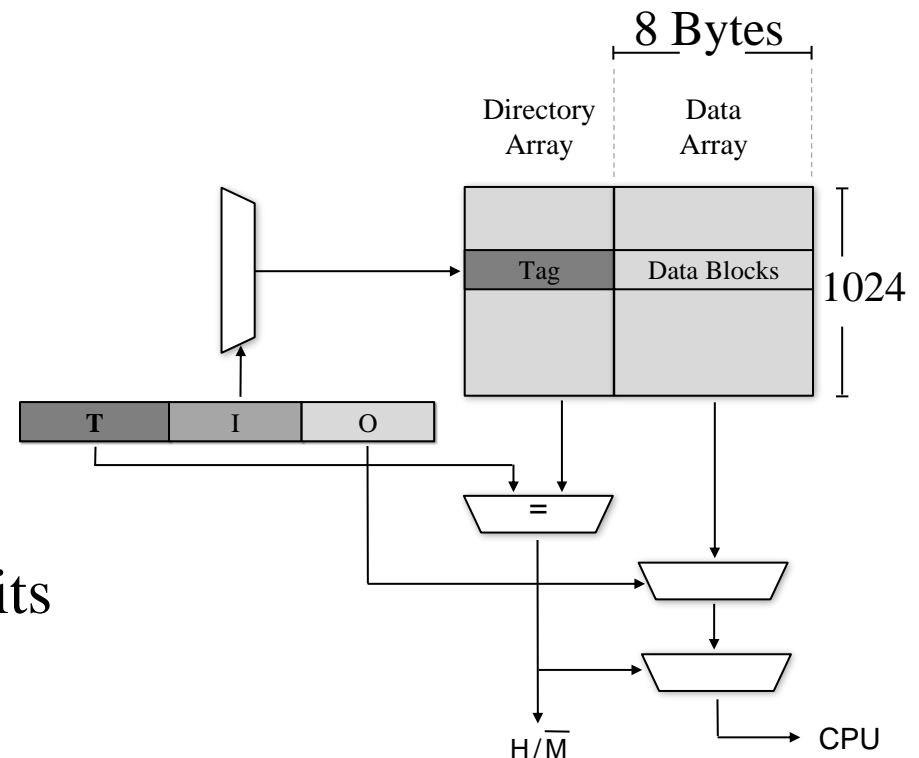 8 Bytes
Directory Array
Data Array
Tag
Data Blocks
1024
T
I
O
=
its
H/M̅
CPU